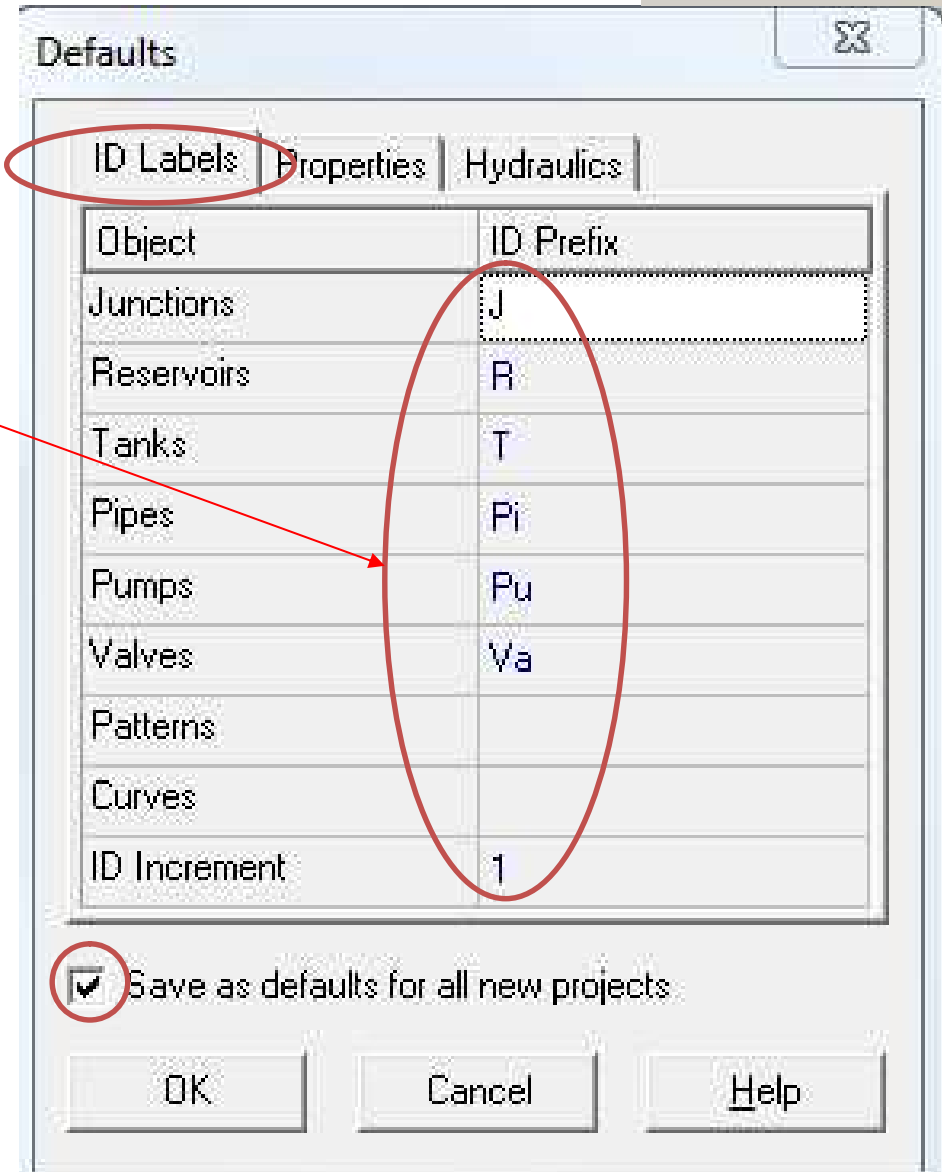 Defaults
ID Labels Properties Hydraulics
Object ID Prefix
Junctions J
Reservoirs R
Tanks T
Pipes Pi
Pumps Pu
Valves Va
Patterns
Curves
ID Increment 1
Save as defaults for all new projects
OK Cancel Help